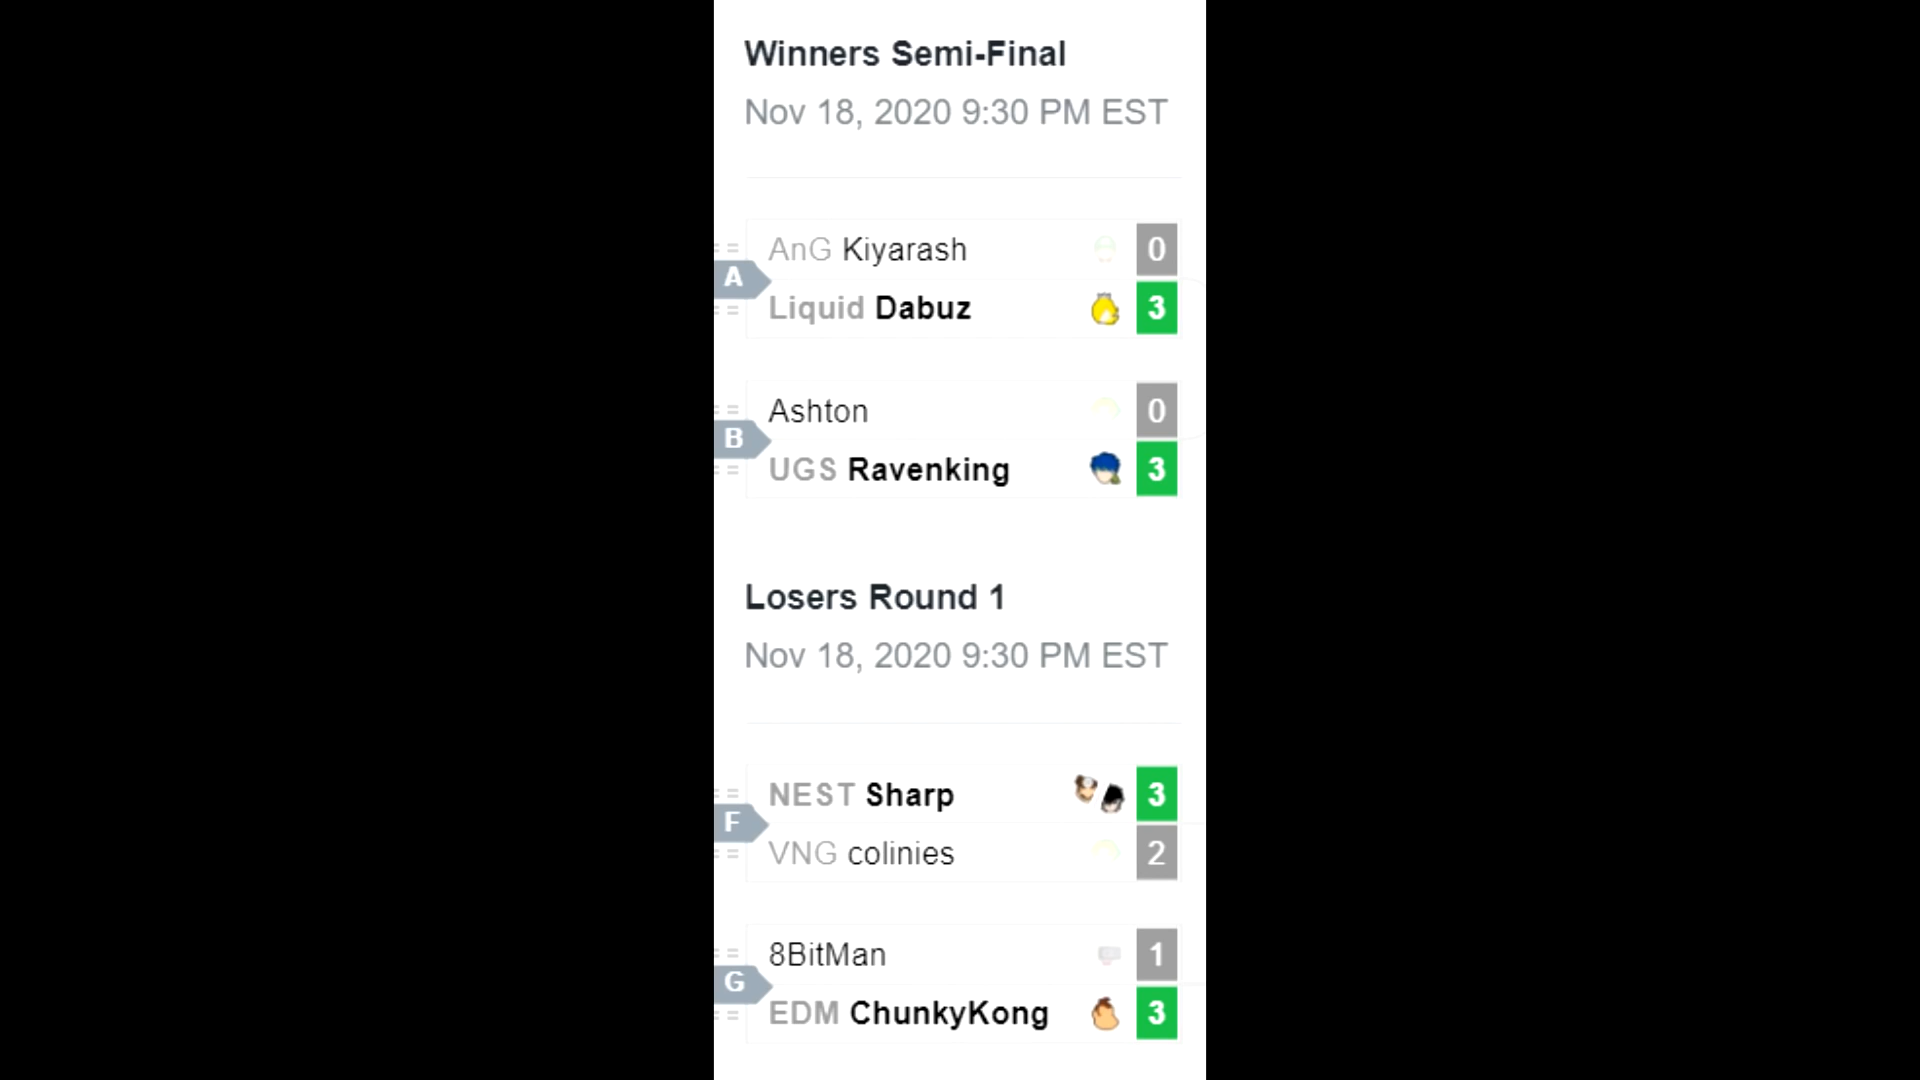 Winners Semi-Final
Nov 18, 2020 9:30 PM EST
AnG Kiyarash 0
A
Liquid Dabuz 3
Ashton 0
B
UGS Ravenking 3
Losers Round 1
Nov 18, 2020 9:30 PM EST
NEST Sharp 3
F
VNG colinies 2
8BitMan 1
G
EDM ChunkyKong 3